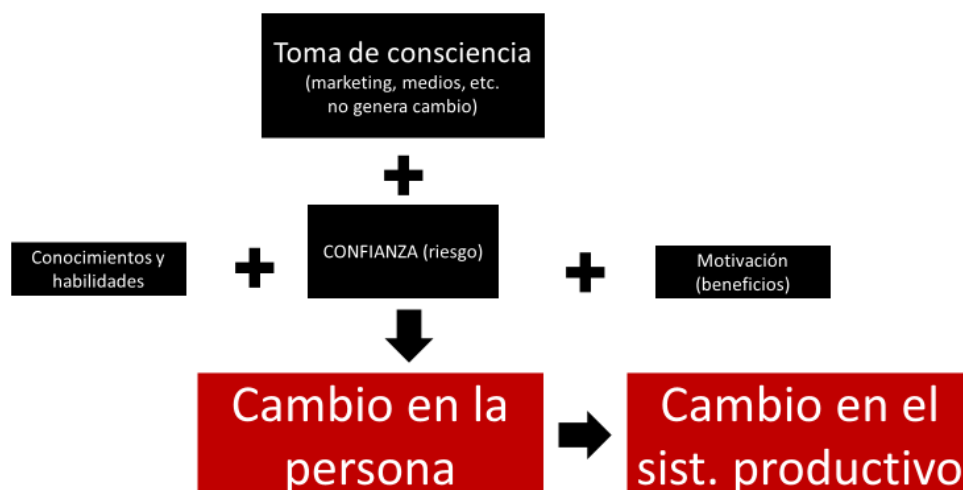 Toma de consciencia
(marketing, medios, etc.
no genera cambio)
Conocimientos y
habilidades
CONFIANZA (riesgo)
Motivación
(beneficios)
Cambio en la
persona
Cambio en el
sist. productivo